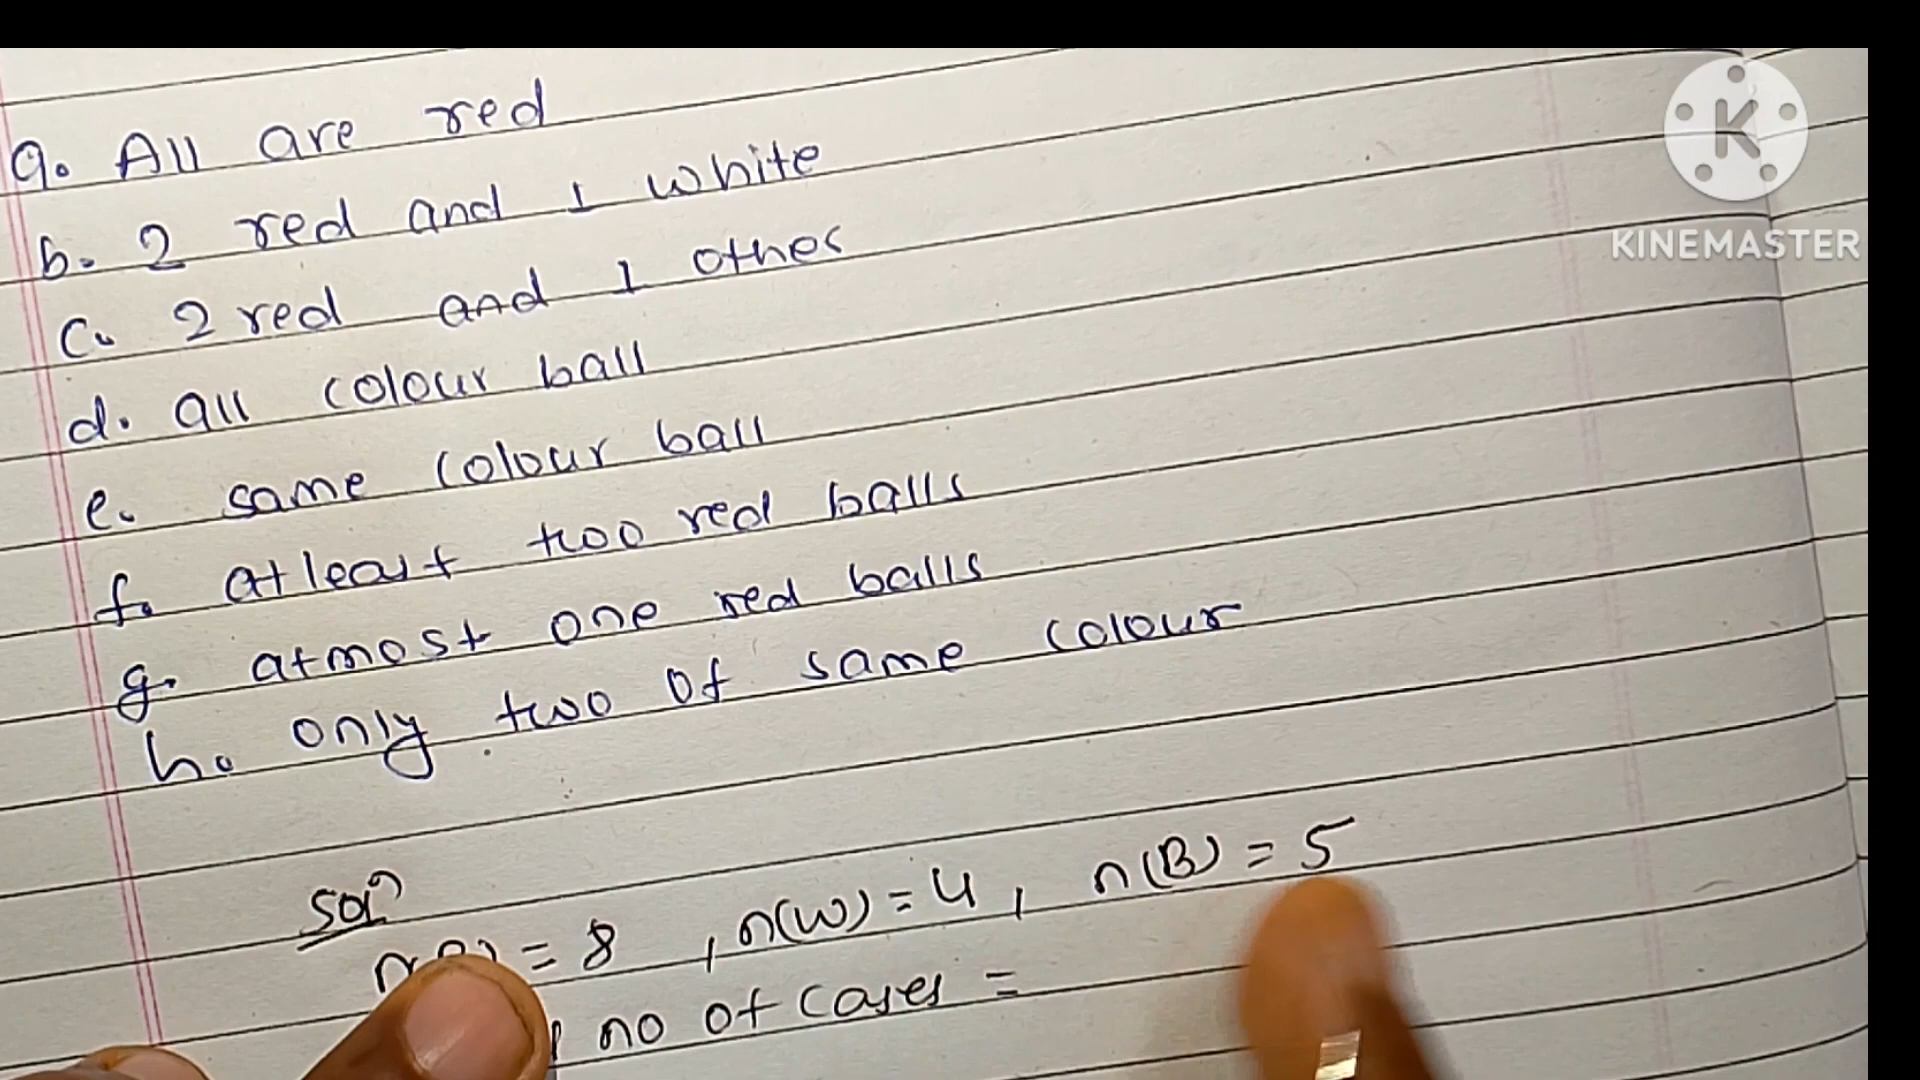 a. All are red
b. 2 red and 1 white
c. 2 red and 1 other
d. all colour ball
e. same colour ball
f. atleast two red balls
g. atmost one red balls
h. only two of same colour
Solⁿ
= 8 , n(W) = 4 , n(B) = 5
no of cases =
K
KINEMASTER